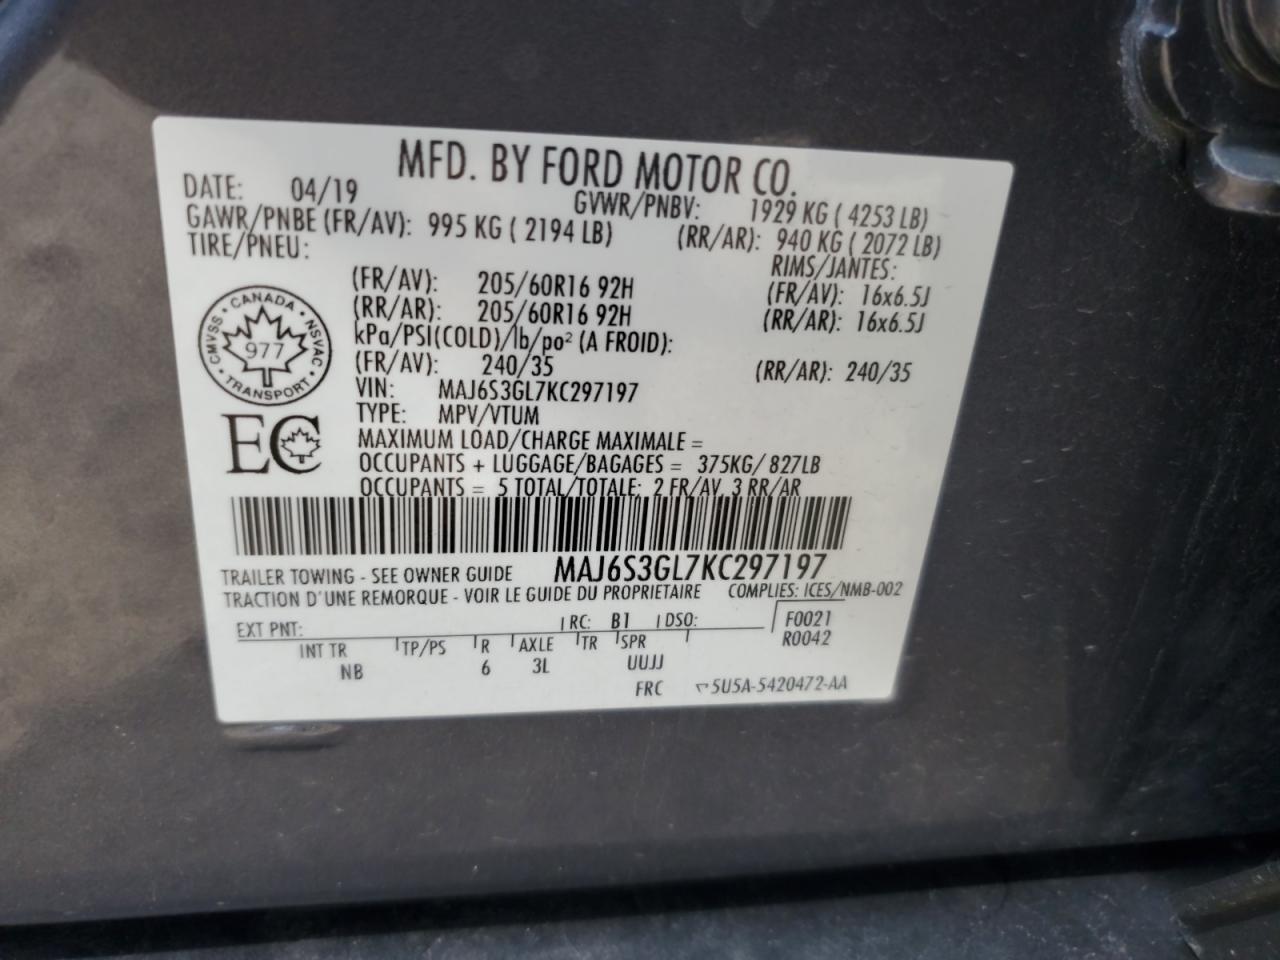 MFD. BY FORD MOTOR CO.
DATE: 04/19 GVWR/PNBV: 1929 KG ( 4253 LB)
GAWR/PNBE (FR/AV): 995 KG ( 2194 LB) (RR/AR): 940 KG ( 2072 LB)
TIRE/PNEU: RIMS/JANTES:
(FR/AV): 205/60R16 92H (FR/AV): 16x6.5J
(RR/AR): 205/60R16 92H (RR/AR): 16x6.5J
kPa/PSI(COLD)/lb/po² (A FROID):
(FR/AV): 240/35 (RR/AR): 240/35
CANADA
CMVSS NSVAC
977
TRANSPORT
VIN: MAJ6S3GL7KC297197
TYPE: MPV/VTUM
EC
MAXIMUM LOAD/CHARGE MAXIMALE =
OCCUPANTS + LUGGAGE/BAGAGES = 375KG/ 827LB
OCCUPANTS = 5 TOTAL/TOTALE: 2 FR/AV, 3 RR/AR
TRAILER TOWING - SEE OWNER GUIDE MAJ6S3GL7KC297197
TRACTION D'UNE REMORQUE - VOIR LE GUIDE DU PROPRIETAIRE COMPLIES: ICES/NMB-002
EXT PNT: RC: B1 DSO: F0021
R0042
INT TR TP/PS R AXLE TR SPR
NB 6 3L UUJJ
FRC 5U5A-5420472-AA